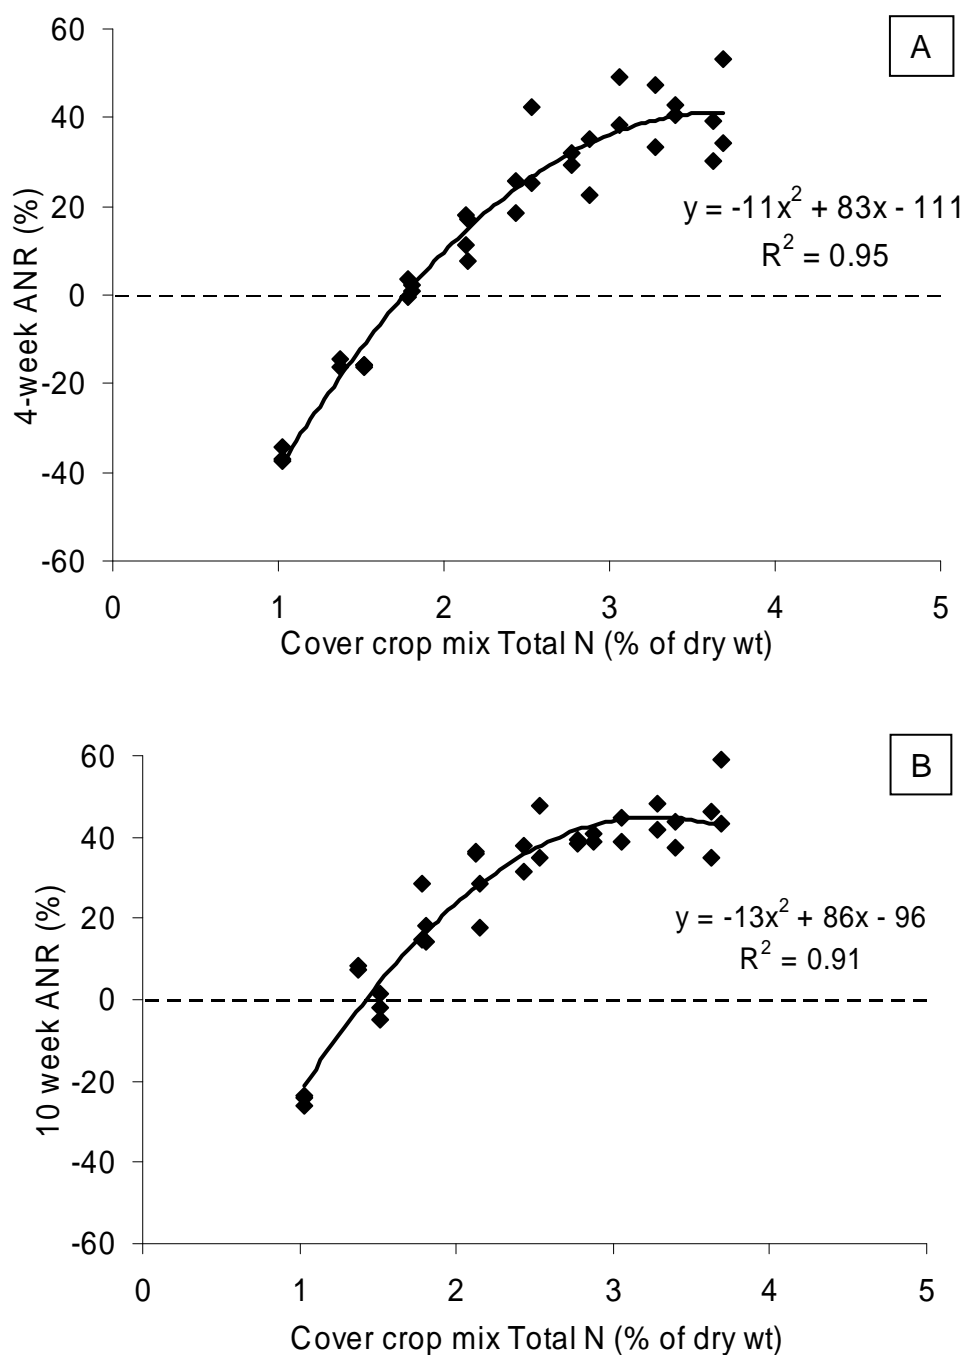 A
60
40
20
0
-20
-40
-60
4-week ANR (%)
y = -11x² + 83x - 111
R² = 0.95
0 1 2 3 4 5
Cover crop mix Total N (% of dry wt)
B
60
40
20
0
-20
-40
-60
10 week ANR (%)
y = -13x² + 86x - 96
R² = 0.91
0 1 2 3 4 5
Cover crop mix Total N (% of dry wt)